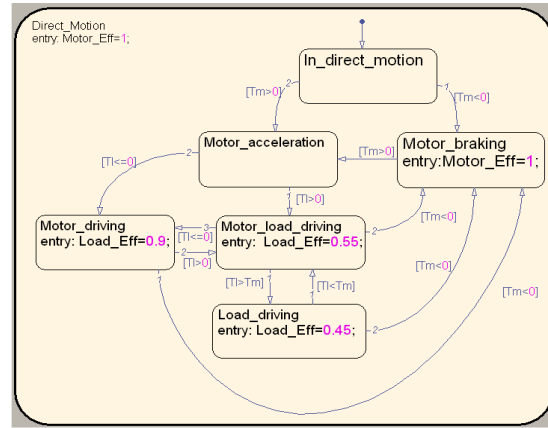 Direct_Motion
entry: Motor_Eff=1;
In_direct_motion
2
1
[Tm>0]
[Tm<0]
Motor_acceleration
Motor_braking
entry:Motor_Eff=1;
[Tl<=0]
2
[Tm>0]
1
[Tl>0]
Motor_driving
entry: Load_Eff=0.9;
3
[Tl<=0]
2
[Tl>0]
Motor_load_driving
entry: Load_Eff=0.55;
2
[Tm<0]
1
[Tl>Tm]
1
[Tl<Tm]
[Tm<0]
1
Load_driving
entry: Load_Eff=0.45;
2
[Tm<0]